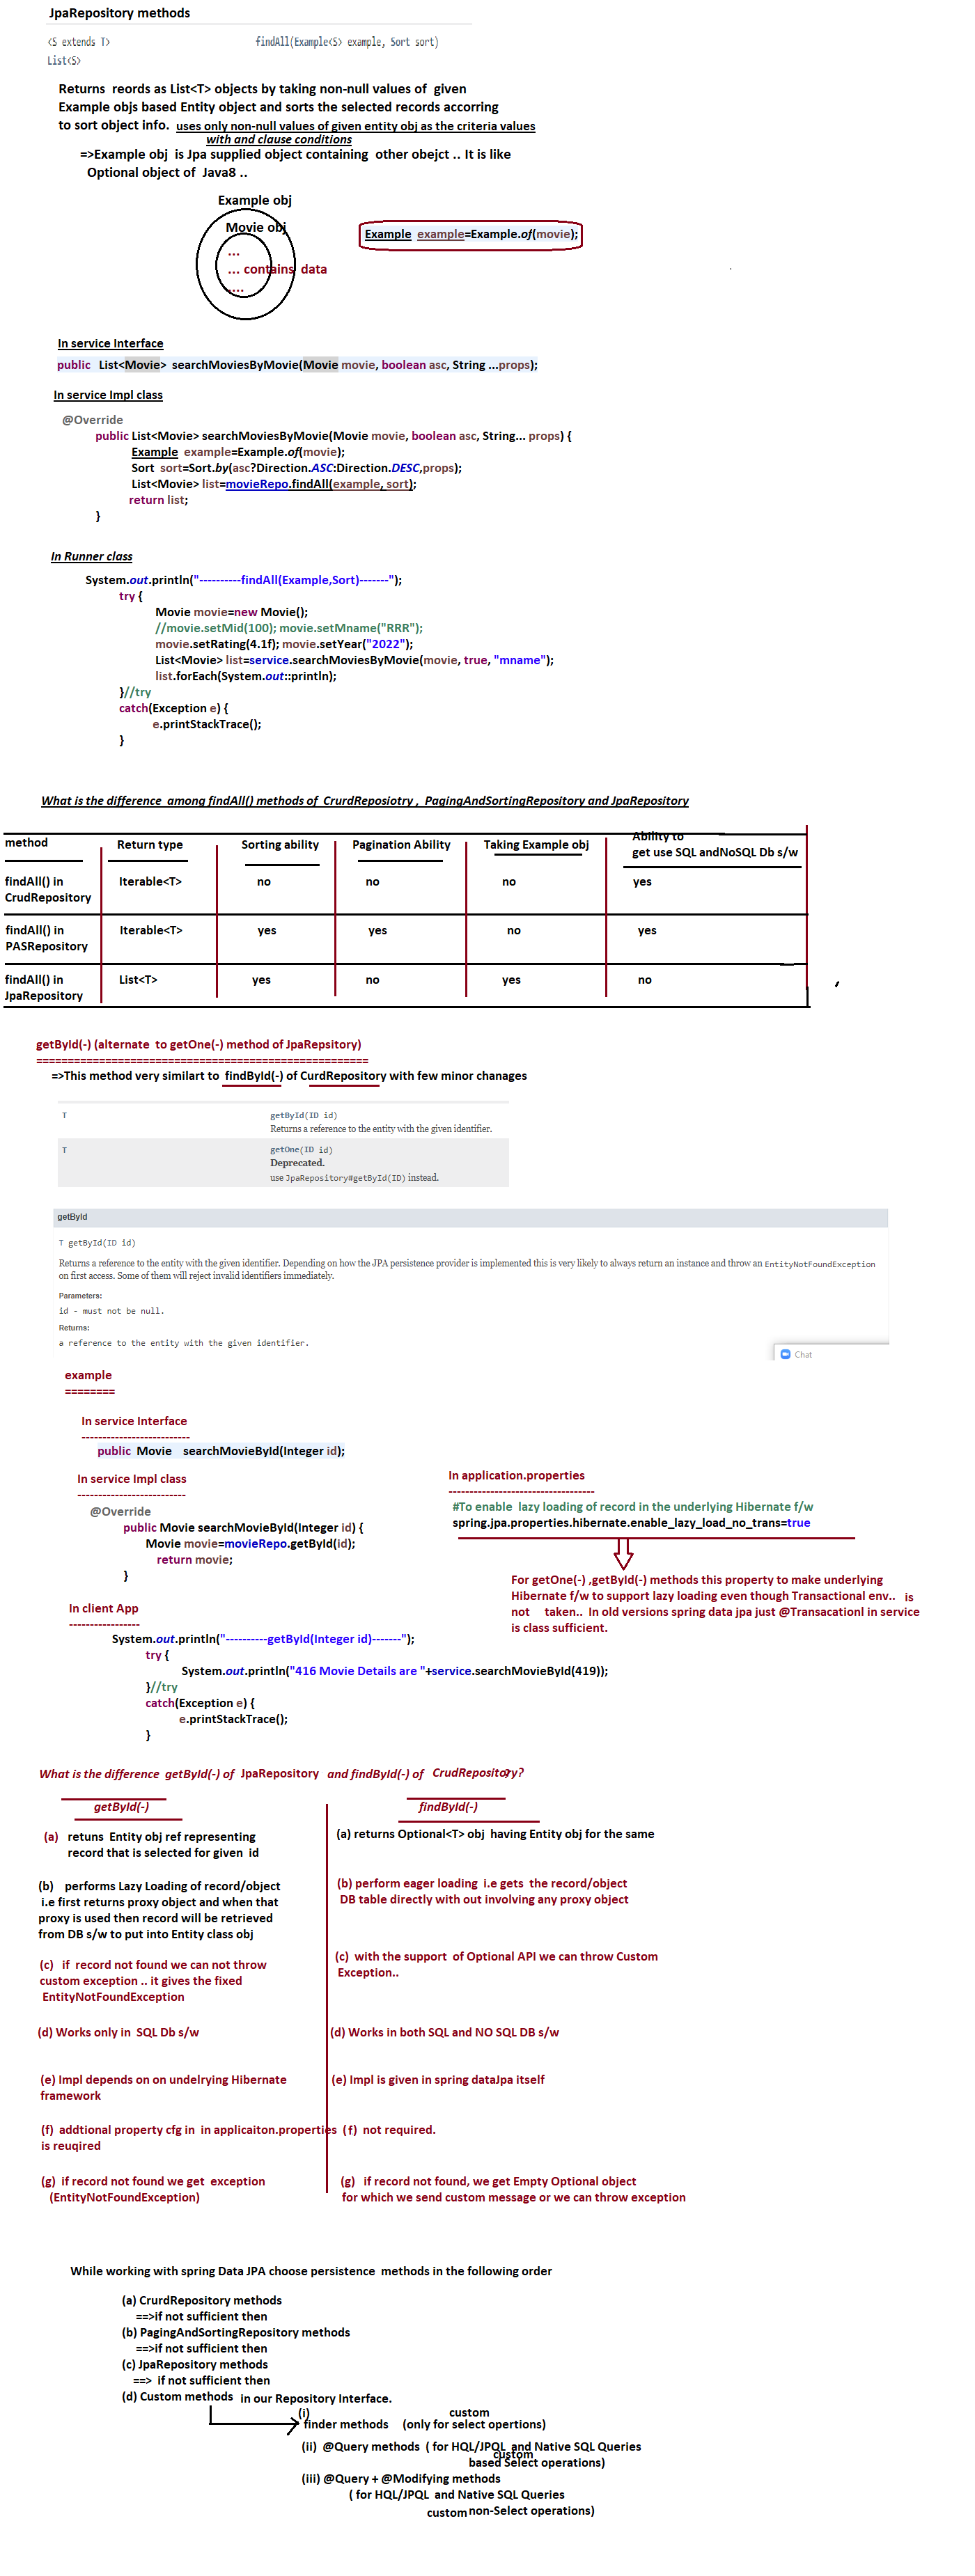 JpaRepository methods
<S extends T> findAll(Example<S> example, Sort sort)
List<S>
Returns reords as List<T> objects by taking non-null values of given
Example objs based Entity object and sorts the selected records accorring
to sort object info. uses only non-null values of given entity obj as the criteria values
with and clause conditions
=>Example obj is Jpa supplied object containing other obejct .. It is like
Optional object of Java8 ..
Example obj
Movie obj
...
... contains data
....
Example example=Example.of(movie);
In service Interface
public List<Movie> searchMoviesByMovie(Movie movie, boolean asc, String ...props);
In service Impl class
@Override
public List<Movie> searchMoviesByMovie(Movie movie, boolean asc, String... props) {
Example example=Example.of(movie);
Sort sort=Sort.by(asc?Direction.ASC:Direction.DESC,props);
List<Movie> list=movieRepo.findAll(example, sort);
return list;
}
In Runner class
System.out.println("----------findAll(Example,Sort)-------");
try {
Movie movie=new Movie();
//movie.setMid(100); movie.setMname("RRR");
movie.setRating(4.1f); movie.setYear("2022");
List<Movie> list=service.searchMoviesByMovie(movie, true, "mname");
list.forEach(System.out::println);
}//try
catch(Exception e) {
e.printStackTrace();
}
What is the difference among findAll() methods of CrurdReposiotry , PagingAndSortingRepository and JpaRepository
method Return type Sorting ability Pagination Ability Taking Example obj Ability to
get use SQL andNoSQL Db s/w
findAll() in Iterable<T> no no no yes
CrudRepository
findAll() in Iterable<T> yes yes no yes
PASRepository
findAll() in List<T> yes no yes no
JpaRepository
getById(-) (alternate to getOne(-) method of JpaRepsitory)
=====================================================
=>This method very similart to findById(-) of CurdRepository with few minor chanages
T getById(ID id)
Returns a reference to the entity with the given identifier.
T getOne(ID id)
Deprecated.
use JpaRepository#getById(ID) instead.
getById
T getById(ID id)
Returns a reference to the entity with the given identifier. Depending on how the JPA persistence provider is implemented this is very likely to always return an instance and throw an EntityNotFoundException
on first access. Some of them will reject invalid identifiers immediately.
Parameters:
id - must not be null.
Returns:
a reference to the entity with the given identifier.
Chat
example
========
In service Interface
--------------------------
public Movie searchMovieById(Integer id);
In service Impl class
--------------------------
@Override
public Movie searchMovieById(Integer id) {
Movie movie=movieRepo.getById(id);
return movie;
}
In application.properties
-----------------------------------
#To enable lazy loading of record in the underlying Hibernate f/w
spring.jpa.properties.hibernate.enable_lazy_load_no_trans=true
For getOne(-) ,getById(-) methods this property to make underlying
Hibernate f/w to support lazy loading even though Transactional env.. is
not taken.. In old versions spring data jpa just @Transacationl in service
is class sufficient.
In client App
-----------------
System.out.println("----------getById(Integer id)-------");
try {
System.out.println("416 Movie Details are "+service.searchMovieById(419));
}//try
catch(Exception e) {
e.printStackTrace();
}
What is the difference getById(-) of JpaRepository and findById(-) of CrudRepository?
getById(-)
(a) retuns Entity obj ref representing
record that is selected for given id
(b) performs Lazy Loading of record/object
i.e first returns proxy object and when that
proxy is used then record will be retrieved
from DB s/w to put into Entity class obj
(c) if record not found we can not throw
custom exception .. it gives the fixed
EntityNotFoundException
(d) Works only in SQL Db s/w
(e) Impl depends on on undelrying Hibernate
framework
(f) addtional property cfg in in applicaiton.properties
is reuqired
(g) if record not found we get exception
(EntityNotFoundException)
findById(-)
(a) returns Optional<T> obj having Entity obj for the same
(b) perform eager loading i.e gets the record/object
DB table directly with out involving any proxy object
(c) with the support of Optional API we can throw Custom
Exception..
(d) Works in both SQL and NO SQL DB s/w
(e) Impl is given in spring dataJpa itself
(f) not required.
(g) if record not found, we get Empty Optional object
for which we send custom message or we can throw exception
While working with spring Data JPA choose persistence methods in the following order
(a) CrurdRepository methods
==>if not sufficient then
(b) PagingAndSortingRepository methods
==>if not sufficient then
(c) JpaRepository methods
==> if not sufficient then
(d) Custom methods in our Repository Interface.
(i) custom
finder methods (only for select opertions)
(ii) @Query methods ( for HQL/JPQL and Native SQL Queries
custom
based Select operations)
(iii) @Query + @Modifying methods
( for HQL/JPQL and Native SQL Queries
custom non-Select operations)